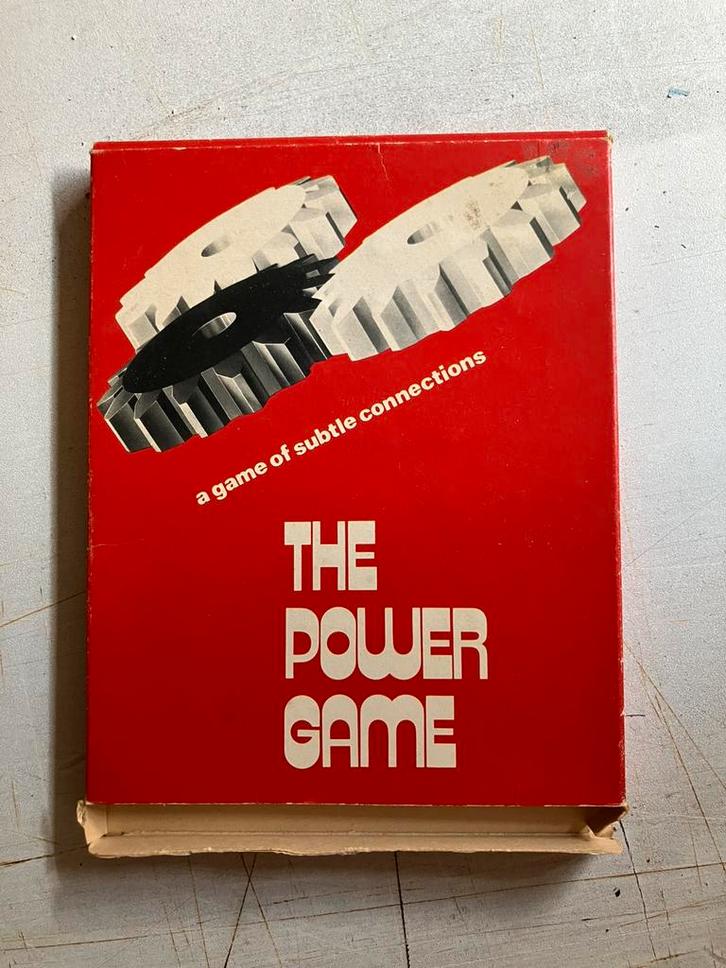 a game of subtle connections
THE
POWER
GAME